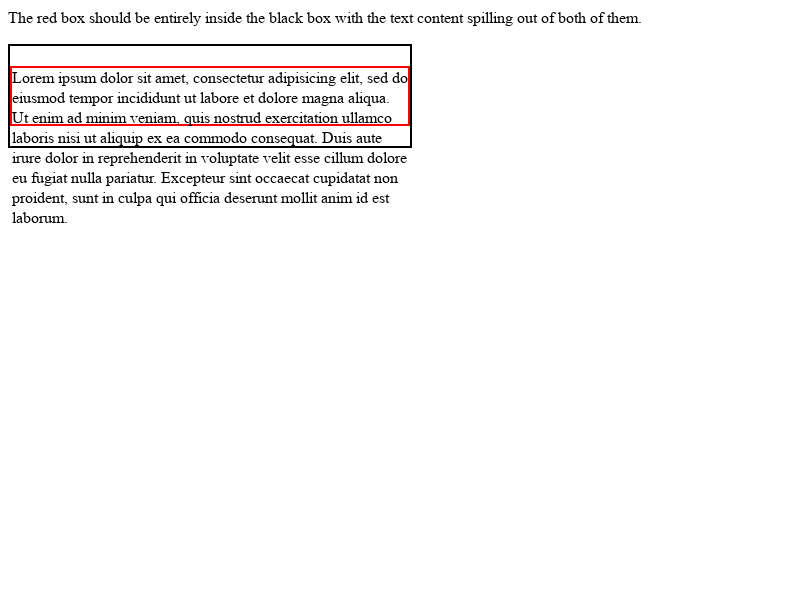 The red box should be entirely inside the black box with the text content spilling out of both of them.
Lorem ipsum dolor sit amet, consectetur adipisicing elit, sed do
eiusmod tempor incididunt ut labore et dolore magna aliqua.
Ut enim ad minim veniam, quis nostrud exercitation ullamco
laboris nisi ut aliquip ex ea commodo consequat. Duis aute
irure dolor in reprehenderit in voluptate velit esse cillum dolore
eu fugiat nulla pariatur. Excepteur sint occaecat cupidatat non
proident, sunt in culpa qui officia deserunt mollit anim id est
laborum.